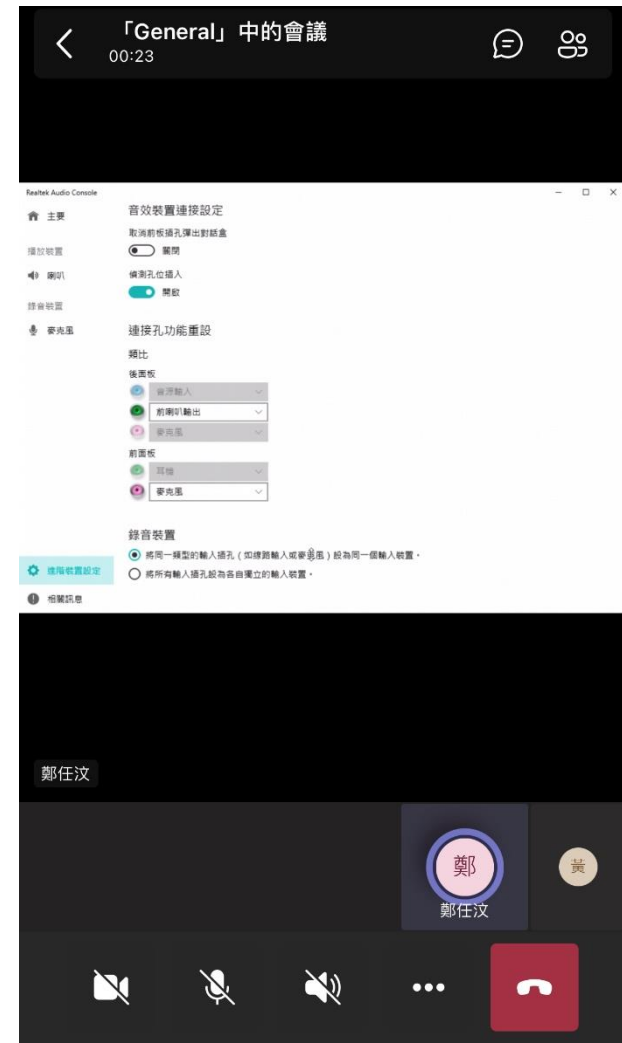 「General」中的會議
00:23
Realtek Audio Console
主要
播放裝置
喇叭
錄音裝置
麥克風
進階裝置設定
相關訊息
音效裝置連接設定
取消前板插孔彈出對話盒
關閉
偵測孔位插入
開啟
連接孔功能重設
類比
後面板
音源輸入
前喇叭輸出
麥克風
前面板
耳機
麥克風
錄音裝置
將同一類型的輸入插孔（如線路輸入或麥克風）設為同一個輸入裝置。
將所有輸入插孔設為各自獨立的輸入裝置。
鄭任汶
鄭
鄭任汶
黃